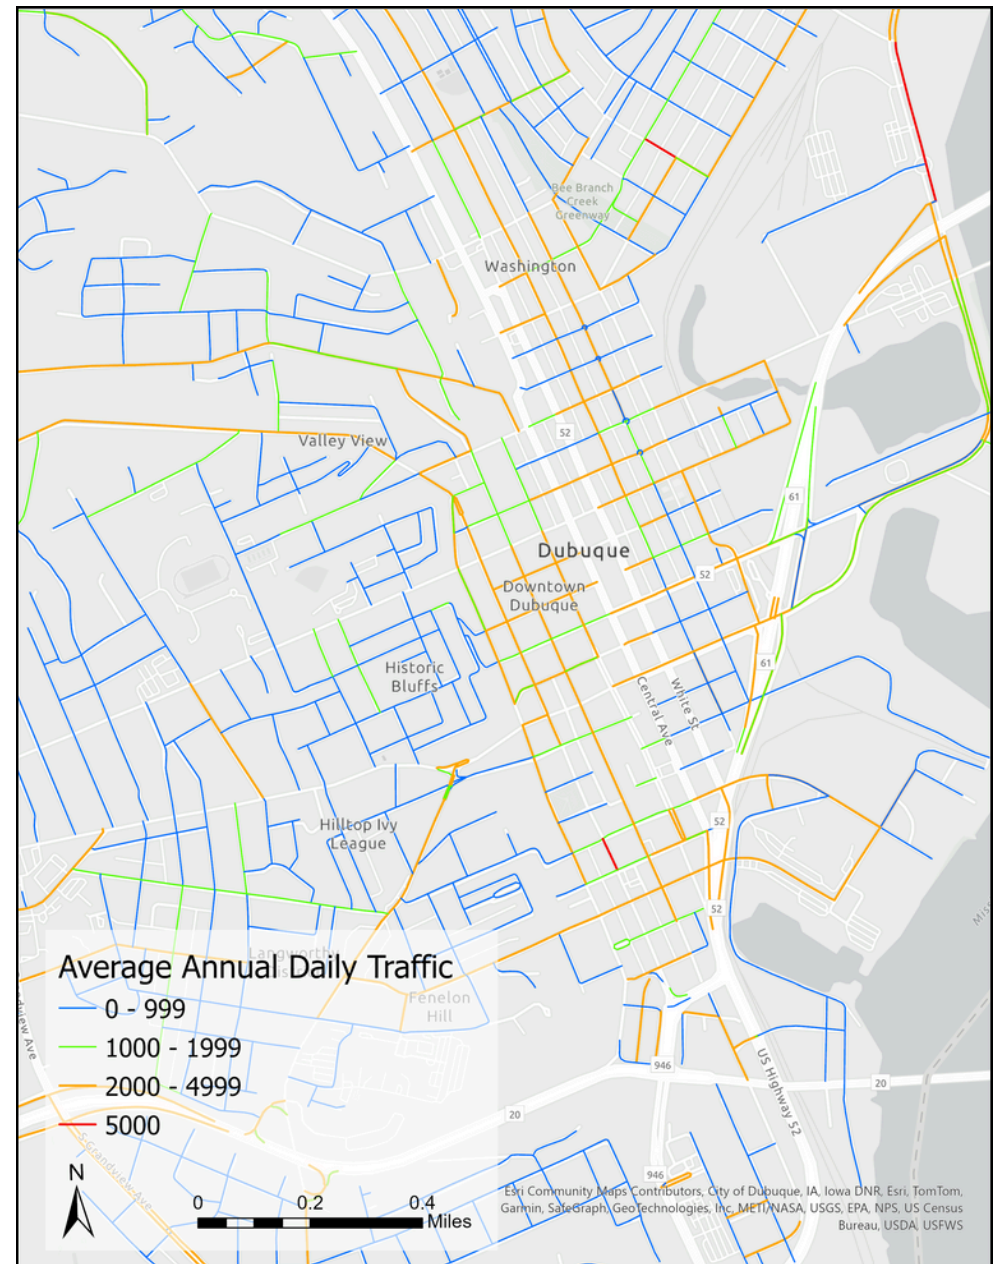 Bee Branch
Creek
Greenway
Washington
52
Valley View
61
Dubuque
52
Downtown
Dubuque
61
Historic
Bluffs
White St
Central Ave
52
Hilltop Ivy
League
52
Average Annual Daily Traffic
0 - 999
1000 - 1999
2000 - 4999
5000
Fenelon
Hill
946
US Highway 52
20
20
S Grandview Ave
946
N
0
0.2
0.4
Miles
Esri Community Maps Contributors, City of Dubuque, IA, Iowa DNR, Esri, TomTom,
Garmin, SafeGraph, GeoTechnologies, Inc, METI/NASA, USGS, EPA, NPS, US Census
Bureau, USDA, USFWS